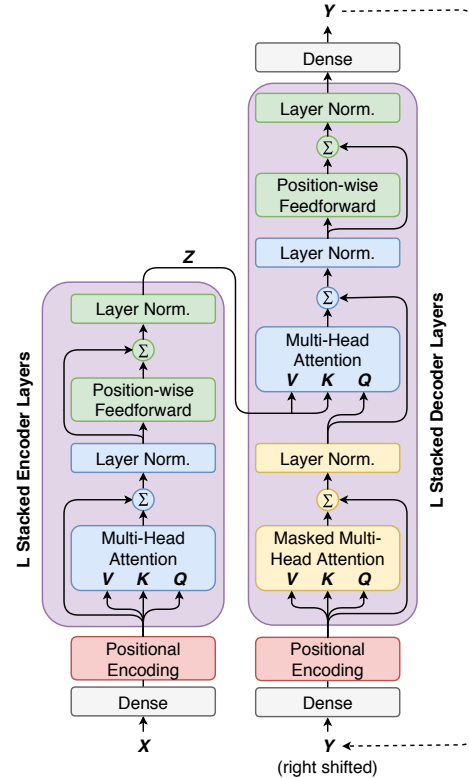 Y
Dense
Layer Norm.
Σ
Position-wise
Feedforward
Layer Norm.
Σ
Multi-Head
Attention
V K Q
Layer Norm.
Σ
Masked Multi-
Head Attention
V K Q
Positional
Encoding
Dense
Y
(right shifted)
L Stacked Decoder Layers
Z
Layer Norm.
Σ
Position-wise
Feedforward
Layer Norm.
Σ
Multi-Head
Attention
V K Q
Positional
Encoding
Dense
X
L Stacked Encoder Layers